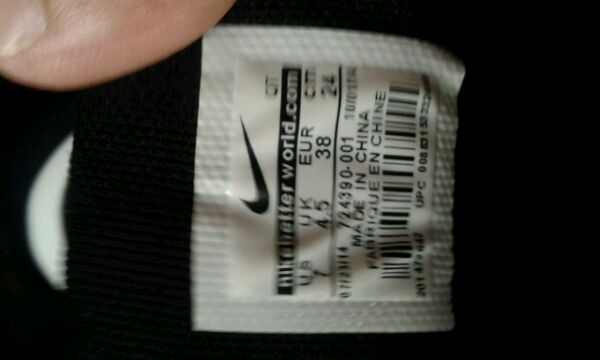 QT
nikebetterworld.com
US UK EUR cm
7 4.5 38 24
724390-001
MADE IN CHINA
FABRIQUE EN CHINE
UPC